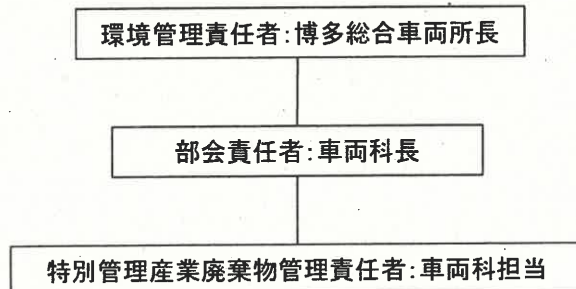 環境管理責任者:博多総合車両所長
部会責任者:車両科長
特別管理産業廃棄物管理責任者:車両科担当